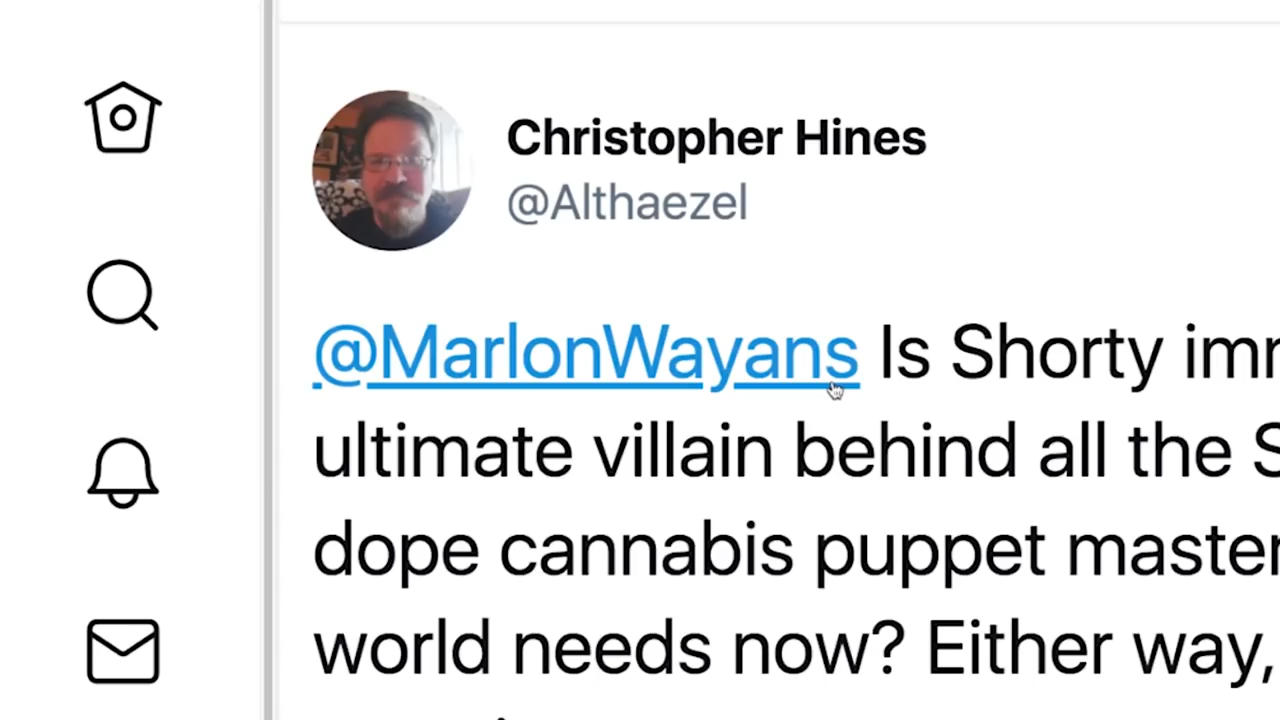 Christopher Hines
@Althaezel
@MarlonWayans Is Shorty
ultimate villain behind all the
dope cannabis puppet master
world needs now? Either way,